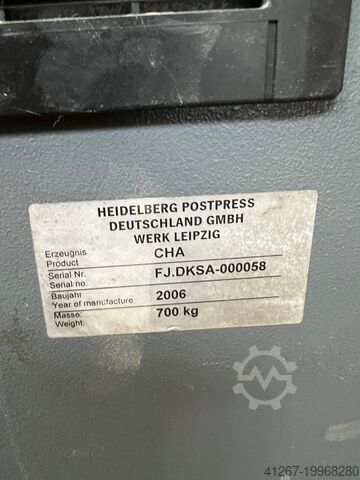 HEIDELBERG POSTPRESS
DEUTSCHLAND GMBH
WERK LEIPZIG
Erzeugnis
Product
CHA
Serial Nr.
Serial no.
FJ.DKSA-000058
Baujahr
Year of manufacture
2006
Masse:
Weight:
700 kg
41267-19968280